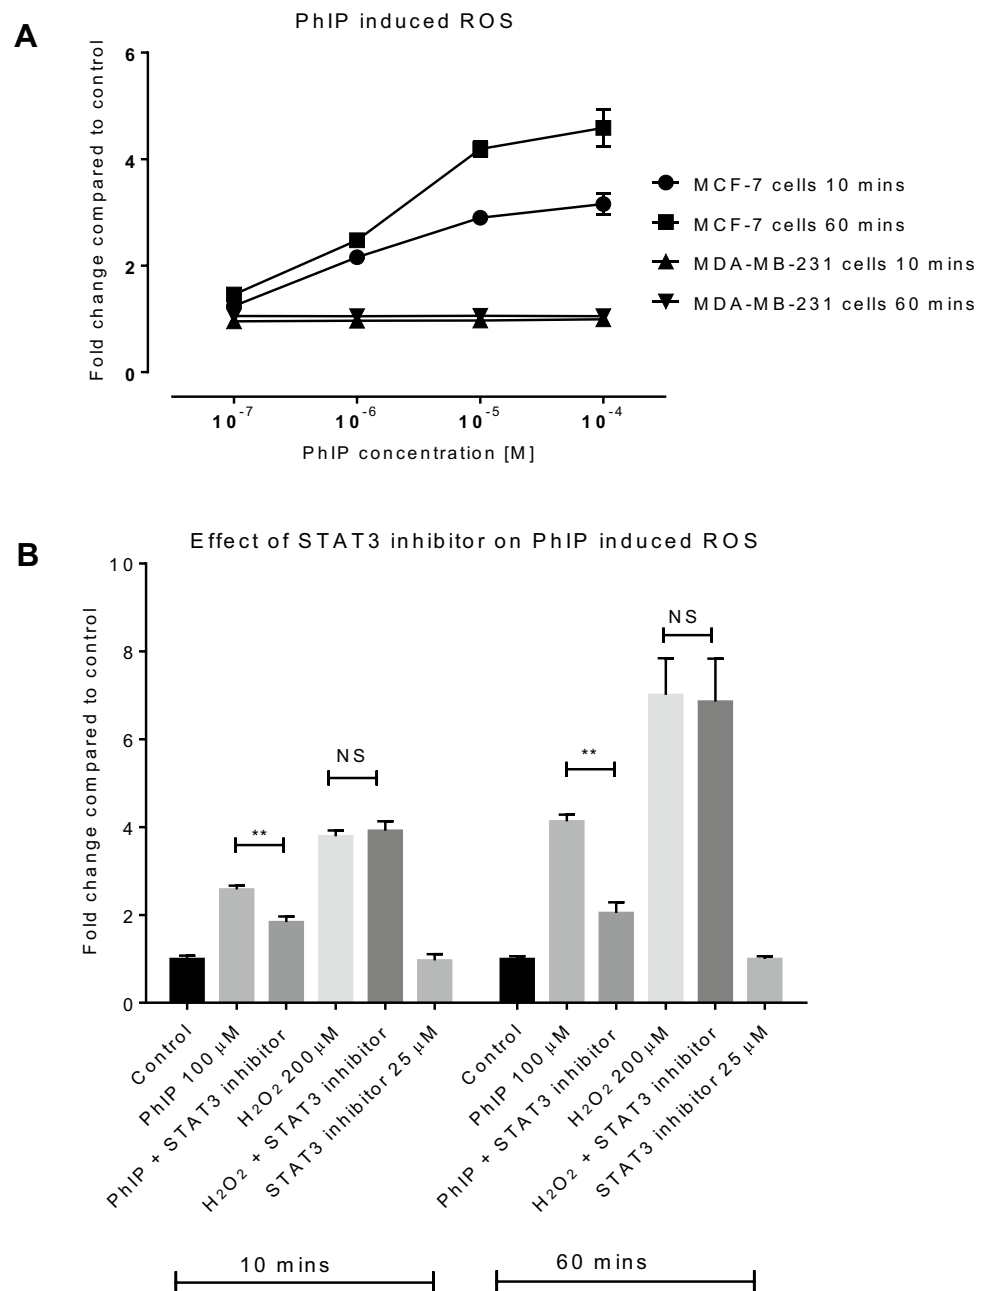 A
PhIP induced ROS
Fold change compared to control
6
4
2
0
10-7
10-6
10-5
10-4
PhIP concentration [M]
MCF-7 cells 10 mins
MCF-7 cells 60 mins
MDA-MB-231 cells 10 mins
MDA-MB-231 cells 60 mins
B
Effect of STAT3 inhibitor on PhIP induced ROS
Fold change compared to control
10
8
6
4
2
0
**
NS
**
NS
Control
PhIP 100 μM
PhIP + STAT3 inhibitor
H2O2 200 μM
H2O2 + STAT3 inhibitor
STAT3 inhibitor 25 μM
Control
PhIP 100 μM
PhIP + STAT3 inhibitor
H2O2 200 μM
H2O2 + STAT3 inhibitor
STAT3 inhibitor 25 μM
10 mins
60 mins